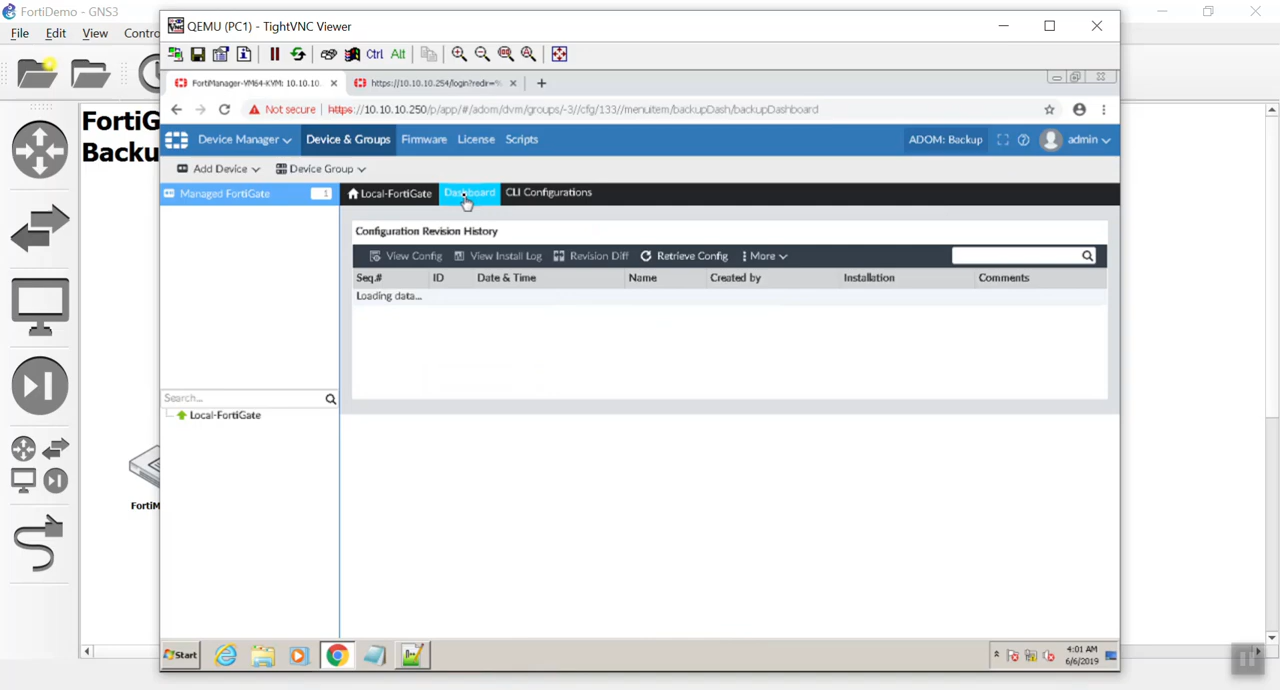 FortiDemo - GNS3
QEMU (PC1) - TightVNC Viewer
File Edit View Contro
Ctrl Alt
FortiManager-VM64-KVM: 10.10.10. https://10.10.10.254/login?redir=%
Not secure https://10.10.10.250/p/app/#/adom/dvm/groups/-3//cfg/133//menuitem/backupDash/backupDashboard
FortiG
Backu
Device Manager Device & Groups Firmware License Scripts ADOM: Backup admin
Add Device Device Group
Managed FortiGate 1 Local-FortiGate Dashboard CLI Configurations
Configuration Revision History
View Config View Install Log Revision Diff Retrieve Config More
Seq.# ID Date & Time Name Created by Installation Comments
Loading data...
Search...
Local-FortiGate
FortiM
Start 4:01 AM
6/6/2019